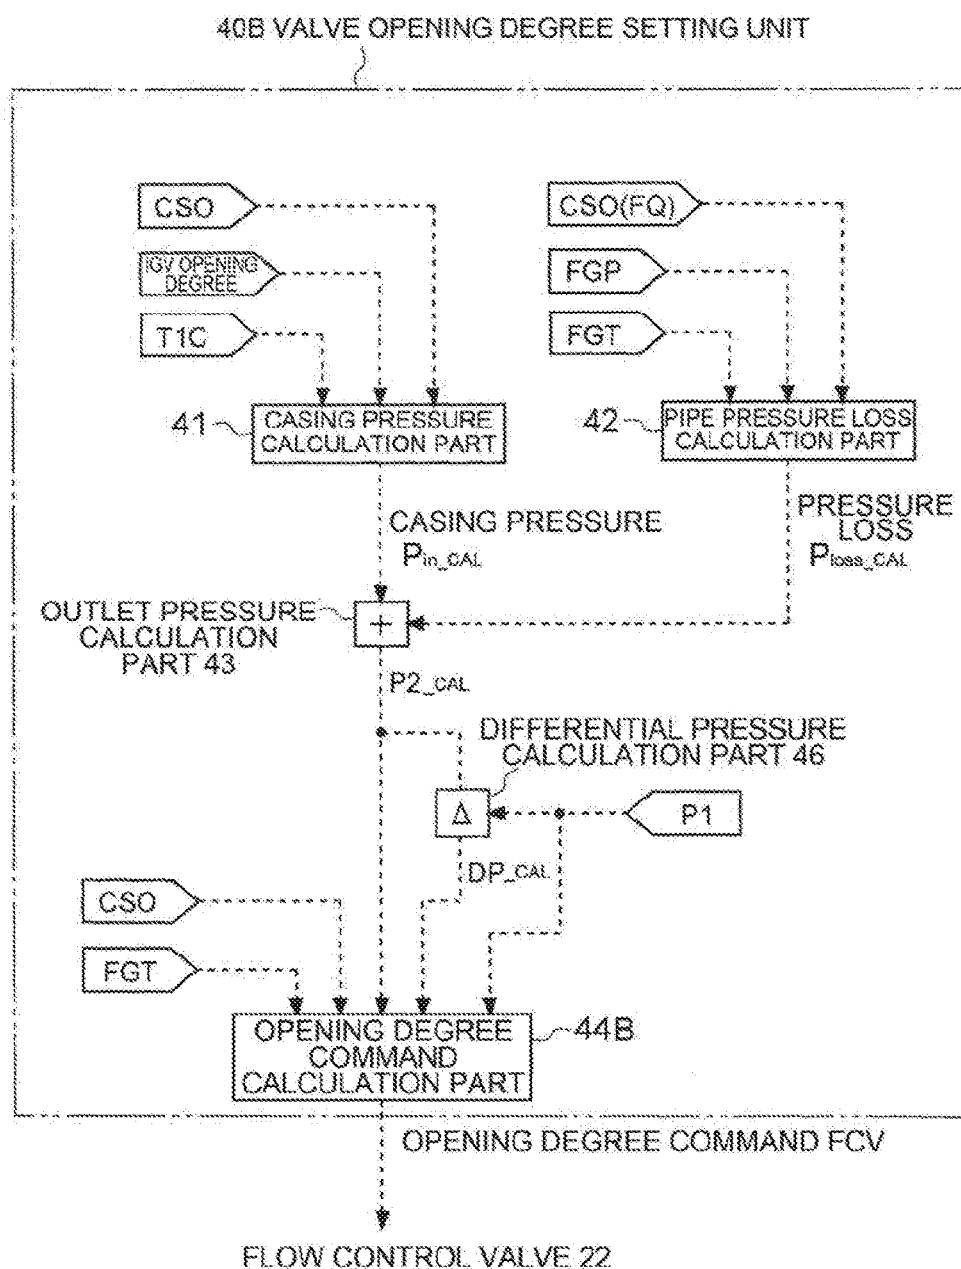 40B VALVE OPENING DEGREE SETTING UNIT
CSO
CSO(FQ)
IGV OPENING
DEGREE
FGP
T1C
FGT
41
CASING PRESSURE
CALCULATION PART
42
PIPE PRESSURE LOSS
CALCULATION PART
CASING PRESSURE
Pin_CAL
PRESSURE
LOSS
Ploss_CAL
OUTLET PRESSURE
CALCULATION
PART 43
+
P2_CAL
DIFFERENTIAL PRESSURE
CALCULATION PART 46
Δ
P1
DP_CAL
CSO
FGT
OPENING DEGREE
COMMAND
CALCULATION PART
44B
OPENING DEGREE COMMAND FCV
FLOW CONTROL VALVE 22